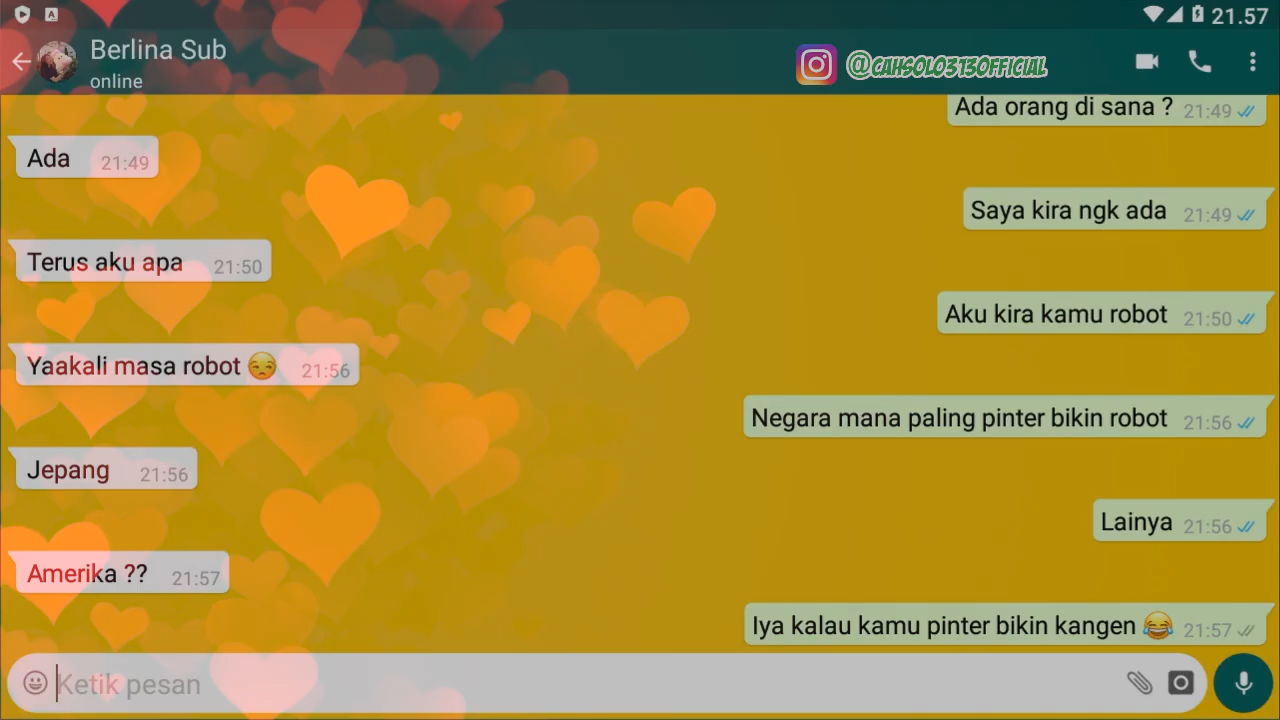 21.57
Berlina Sub
online
@CAHSOLO313OFFICIAL
Ada orang di sana ? 21:49
Ada 21:49
Saya kira ngk ada 21:49
Terus aku apa 21:50
Aku kira kamu robot 21:50
Yaakali masa robot 😒 21:56
Negara mana paling pinter bikin robot 21:56
Jepang 21:56
Lainya 21:56
Amerika ?? 21:57
Iya kalau kamu pinter bikin kangen 😂 21:57
Ketik pesan